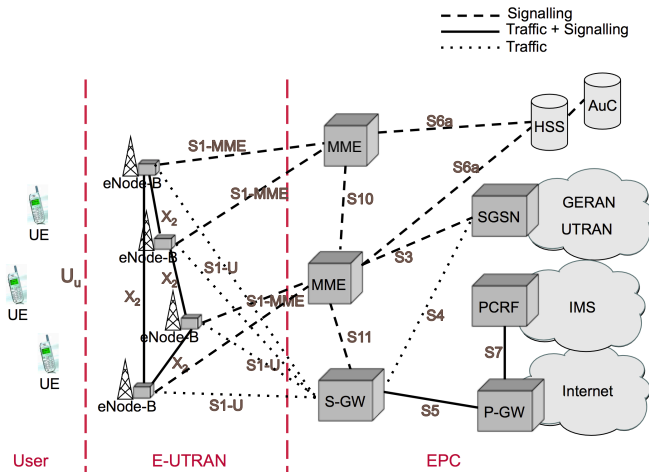 Signalling
Traffic + Signalling
Traffic
AuC
HSS
S6a
MME
S1-MME
eNode-B
S1-MME
S6a
S10
SGSN
GERAN
UTRAN
UE
X2
eNode-B
S3
Uu
S1-U
MME
S1-MME
X2
X2
UE
eNode-B
S4
PCRF
IMS
S11
S7
UE
X2
S1-U
eNode-B
S1-U
S-GW
S5
P-GW
Internet
User
E-UTRAN
EPC